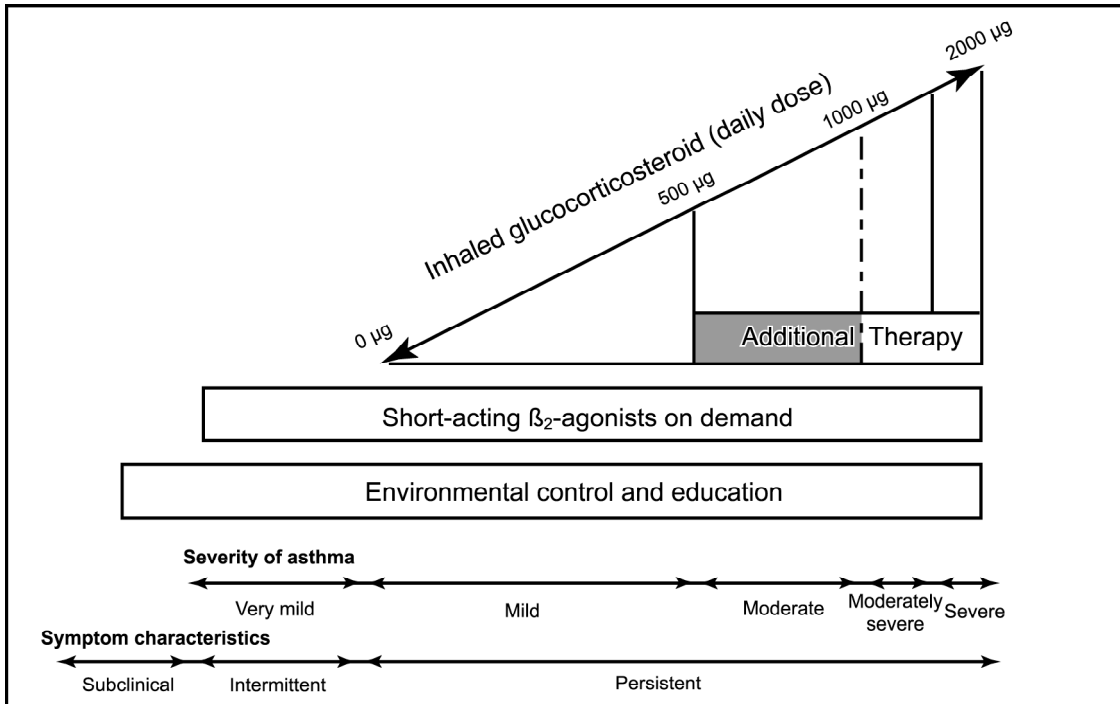 2000 µg
1000 µg
Inhaled glucocorticosteroid (daily dose)
500 µg
0 µg
Additional Therapy
Short-acting ß₂-agonists on demand
Environmental control and education
Severity of asthma
Very mild
Mild
Moderate
Moderately
severe
Severe
Symptom characteristics
Subclinical
Intermittent
Persistent